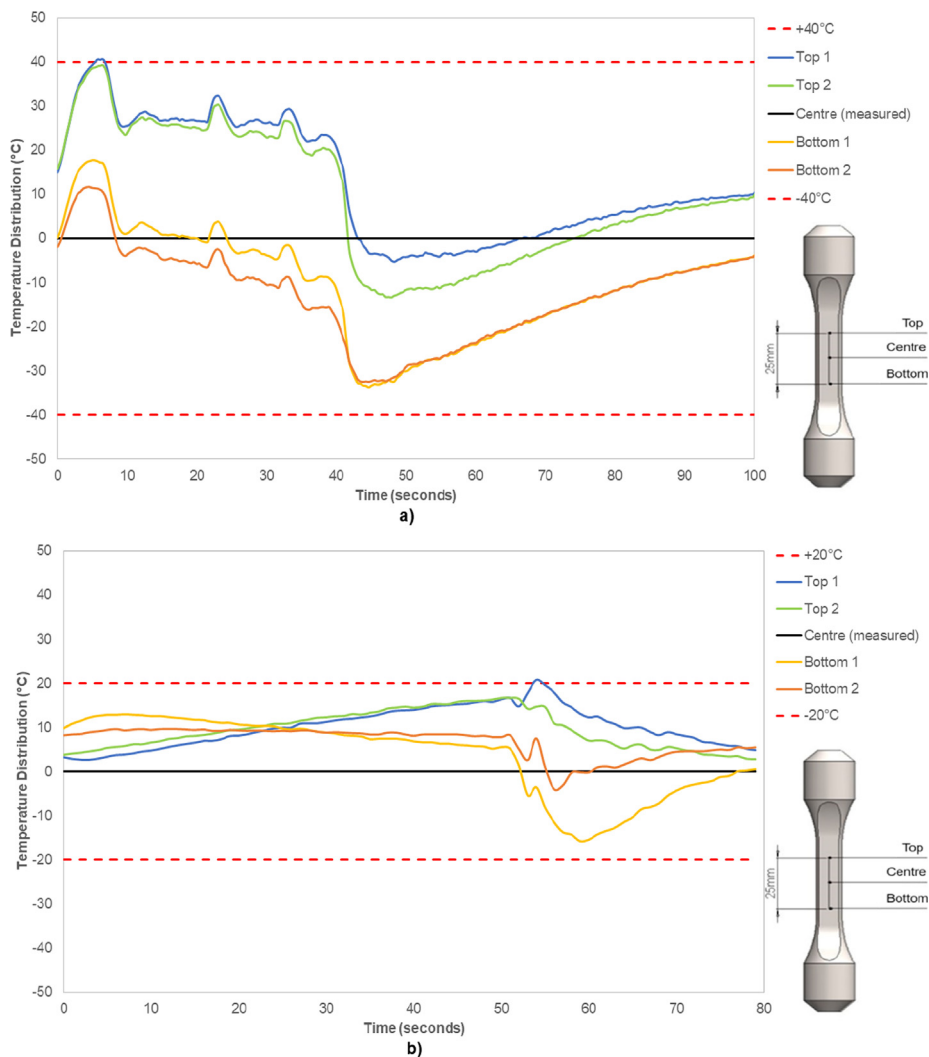 50
40
30
20
10
0
-10
-20
-30
-40
-50
Temperature Distribution (°C)
0 10 20 30 40 50 60 70 80 90 100
Time (seconds)
a)
+40°C
Top 1
Top 2
Centre (measured)
Bottom 1
Bottom 2
-40°C
Top
Centre
Bottom
25mm
50
40
30
20
10
0
-10
-20
-30
-40
-50
Temperature Distribution (°C)
0 10 20 30 40 50 60 70 80
Time (seconds)
b)
+20°C
Top 1
Top 2
Centre (measured)
Bottom 1
Bottom 2
-20°C
Top
Centre
Bottom
25mm